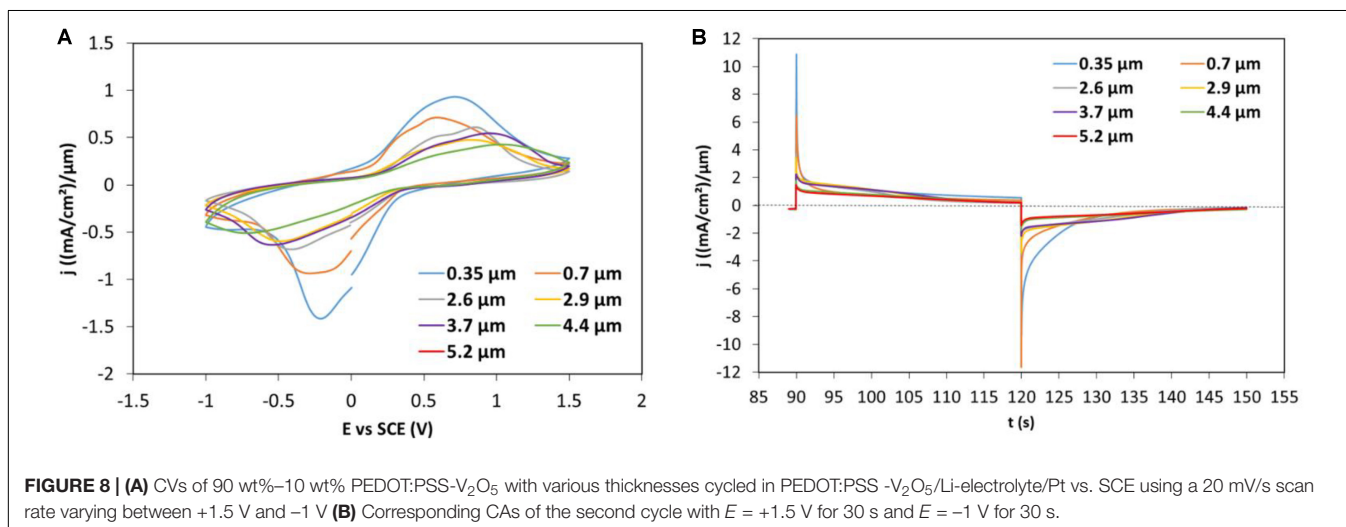 A
1.5
1
0.5
0
-0.5
-1
-1.5
-2
j ((mA/cm²)/µm)
-1.5 -1 -0.5 0 0.5 1 1.5 2
E vs SCE (V)
0.35 µm 0.7 µm
2.6 µm 2.9 µm
3.7 µm 4.4 µm
5.2 µm
B
12
10
8
6
4
2
0
-2
-4
-6
-8
-10
-12
j ((mA/cm²)/µm)
85 90 95 100 105 110 115 120 125 130 135 140 145 150 155
t (s)
0.35 µm 0.7 µm
2.6 µm 2.9 µm
3.7 µm 4.4 µm
5.2 µm
FIGURE 8 | (A) CVs of 90 wt%–10 wt% PEDOT:PSS-V₂O₅ with various thicknesses cycled in PEDOT:PSS -V₂O₅/Li-electrolyte/Pt vs. SCE using a 20 mV/s scan
rate varying between +1.5 V and –1 V (B) Corresponding CAs of the second cycle with E = +1.5 V for 30 s and E = –1 V for 30 s.